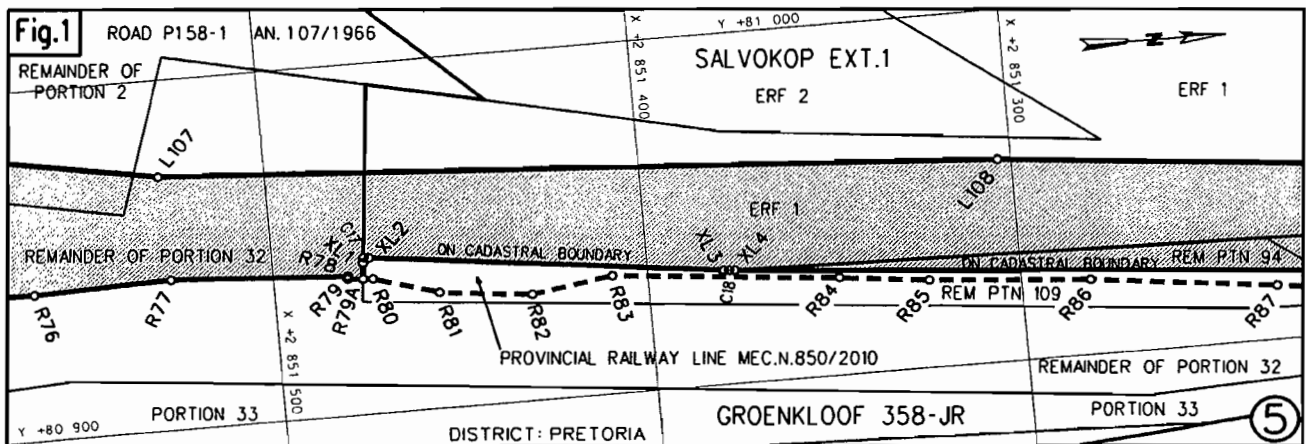 Fig.1
ROAD P158-1 AN. 107/1966
REMAINDER OF
PORTION 2
X +2 851 400
Y +81 000
X +2 851 300
N
SALVOKOP EXT.1
ERF 2
ERF 1
L107
L108
ERF 1
REMAINDER OF PORTION 32
R78
XL1
C17
XL2
ON CADASTRAL BOUNDARY
XL3
XL4
ON CADASTRAL BOUNDARY
REM PTN 94
R76
R77
R79
R79A
R80
R81
R82
R83
C18
R84
R85
REM PTN 109
R86
R87
PROVINCIAL RAILWAY LINE MEC.N.850/2010
REMAINDER OF PORTION 32
X +2 851 500
PORTION 33
GROENKLOOF 358-JR
PORTION 33
Y +80 900
DISTRICT: PRETORIA
5